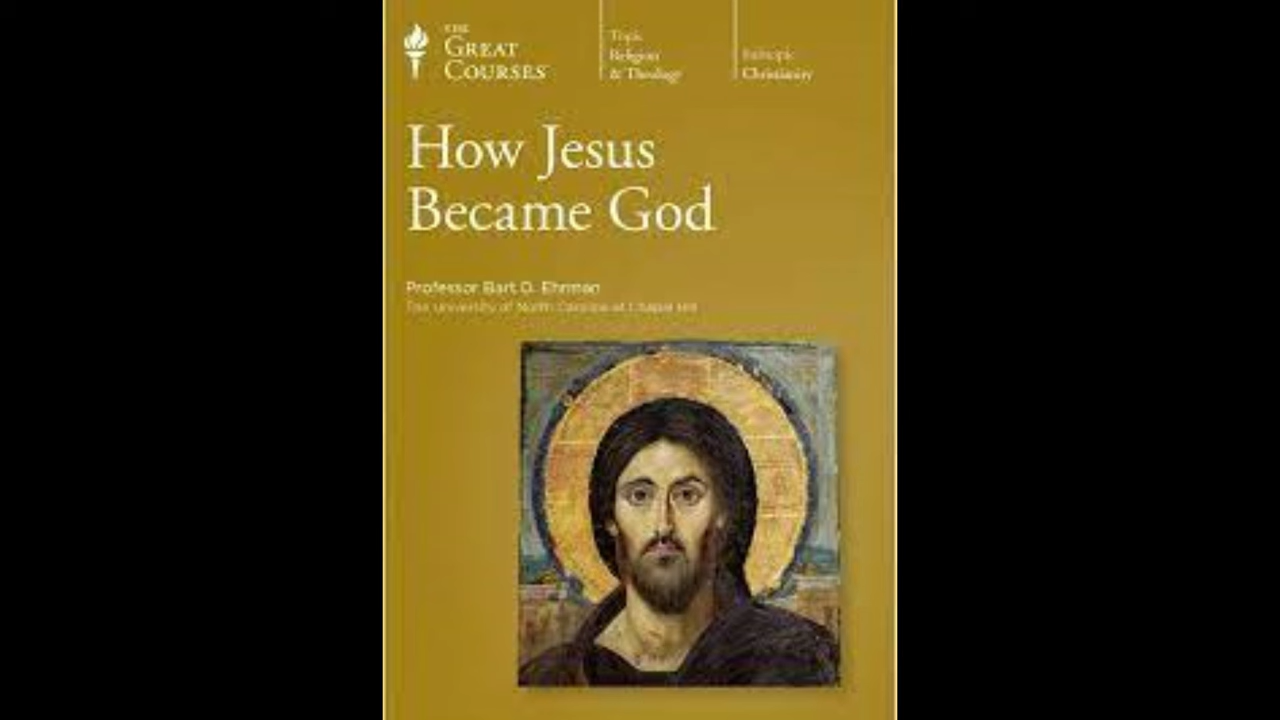 THE
GREAT
COURSES
Topic
Religion
& Theology
Subtopic
Christianity
How Jesus
Became God
Professor Bart D. Ehrman
The University of North Carolina at Chapel Hill